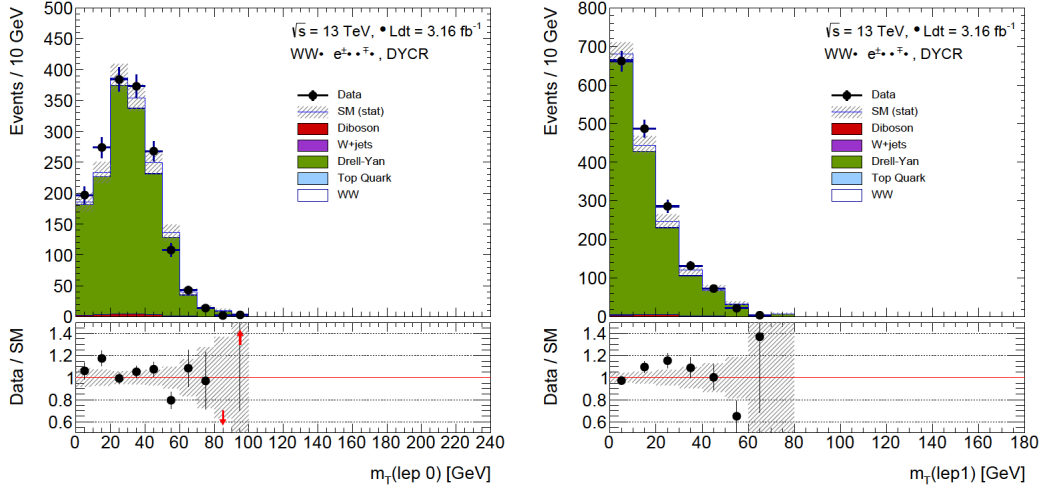 √s = 13 TeV, • Ldt = 3.16 fb⁻¹
WW• e±• • ∓• , DYCR
Data
SM (stat)
Diboson
W+jets
Drell-Yan
Top Quark
WW
Events / 10 GeV
500
450
400
350
300
250
200
150
100
50
0
Data / SM
1.4
1.2
1
0.8
0.6
0 20 40 60 80 100 120 140 160 180 200 220 240
m_T(lep 0) [GeV]
√s = 13 TeV, • Ldt = 3.16 fb⁻¹
WW• e±• • ∓• , DYCR
Data
SM (stat)
Diboson
W+jets
Drell-Yan
Top Quark
WW
Events / 10 GeV
800
700
600
500
400
300
200
100
0
Data / SM
1.4
1.2
1
0.8
0.6
0 20 40 60 80 100 120 140 160 180
m_T(lep1) [GeV]